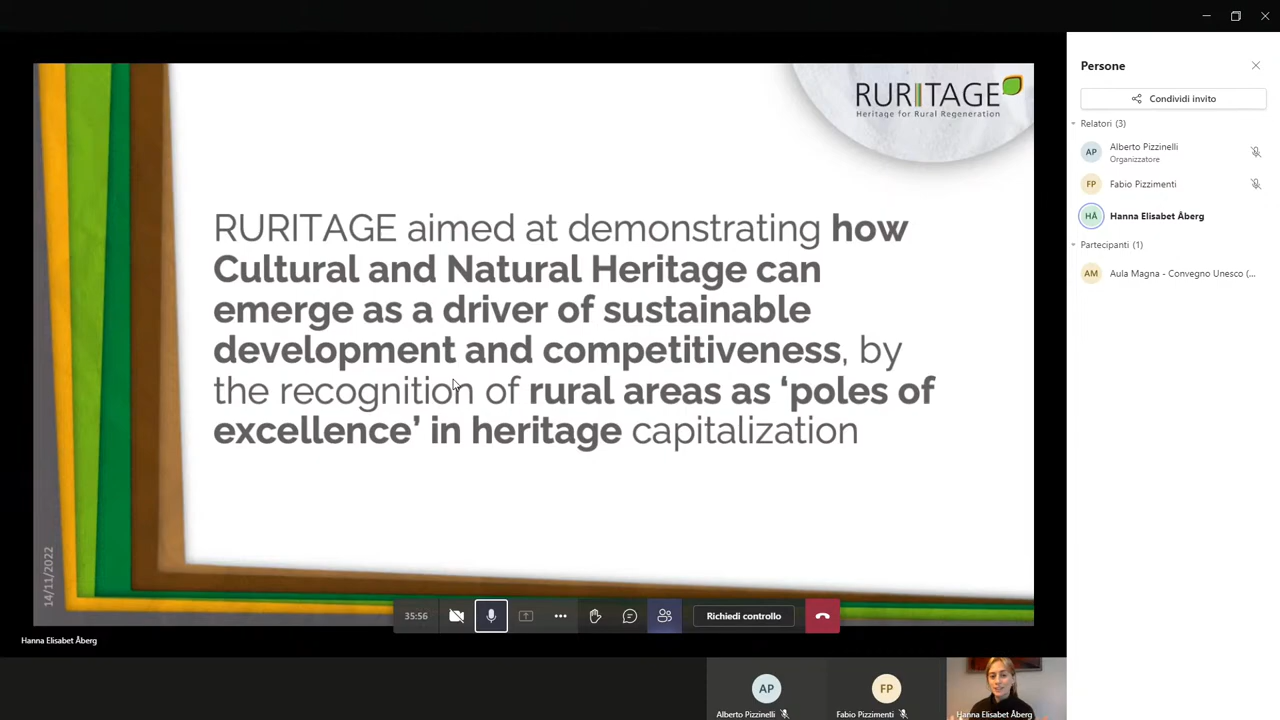 RURITAGE
Heritage for Rural Regeneration
RURITAGE aimed at demonstrating how
Cultural and Natural Heritage can
emerge as a driver of sustainable
development and competitiveness, by
the recognition of rural areas as ‘poles of
excellence’ in heritage capitalization
14/11/2022
35:56
Richiedi controllo
Hanna Elisabet Åberg
Persone
Condividi invito
Relatori (3)
AP
Alberto Pizzinelli
Organizzatore
FP
Fabio Pizzimenti
HÅ
Hanna Elisabet Åberg
Partecipanti (1)
AM
Aula Magna - Convegno Unesco (...
AP
Alberto Pizzinelli
FP
Fabio Pizzimenti
Hanna Elisabet Åberg